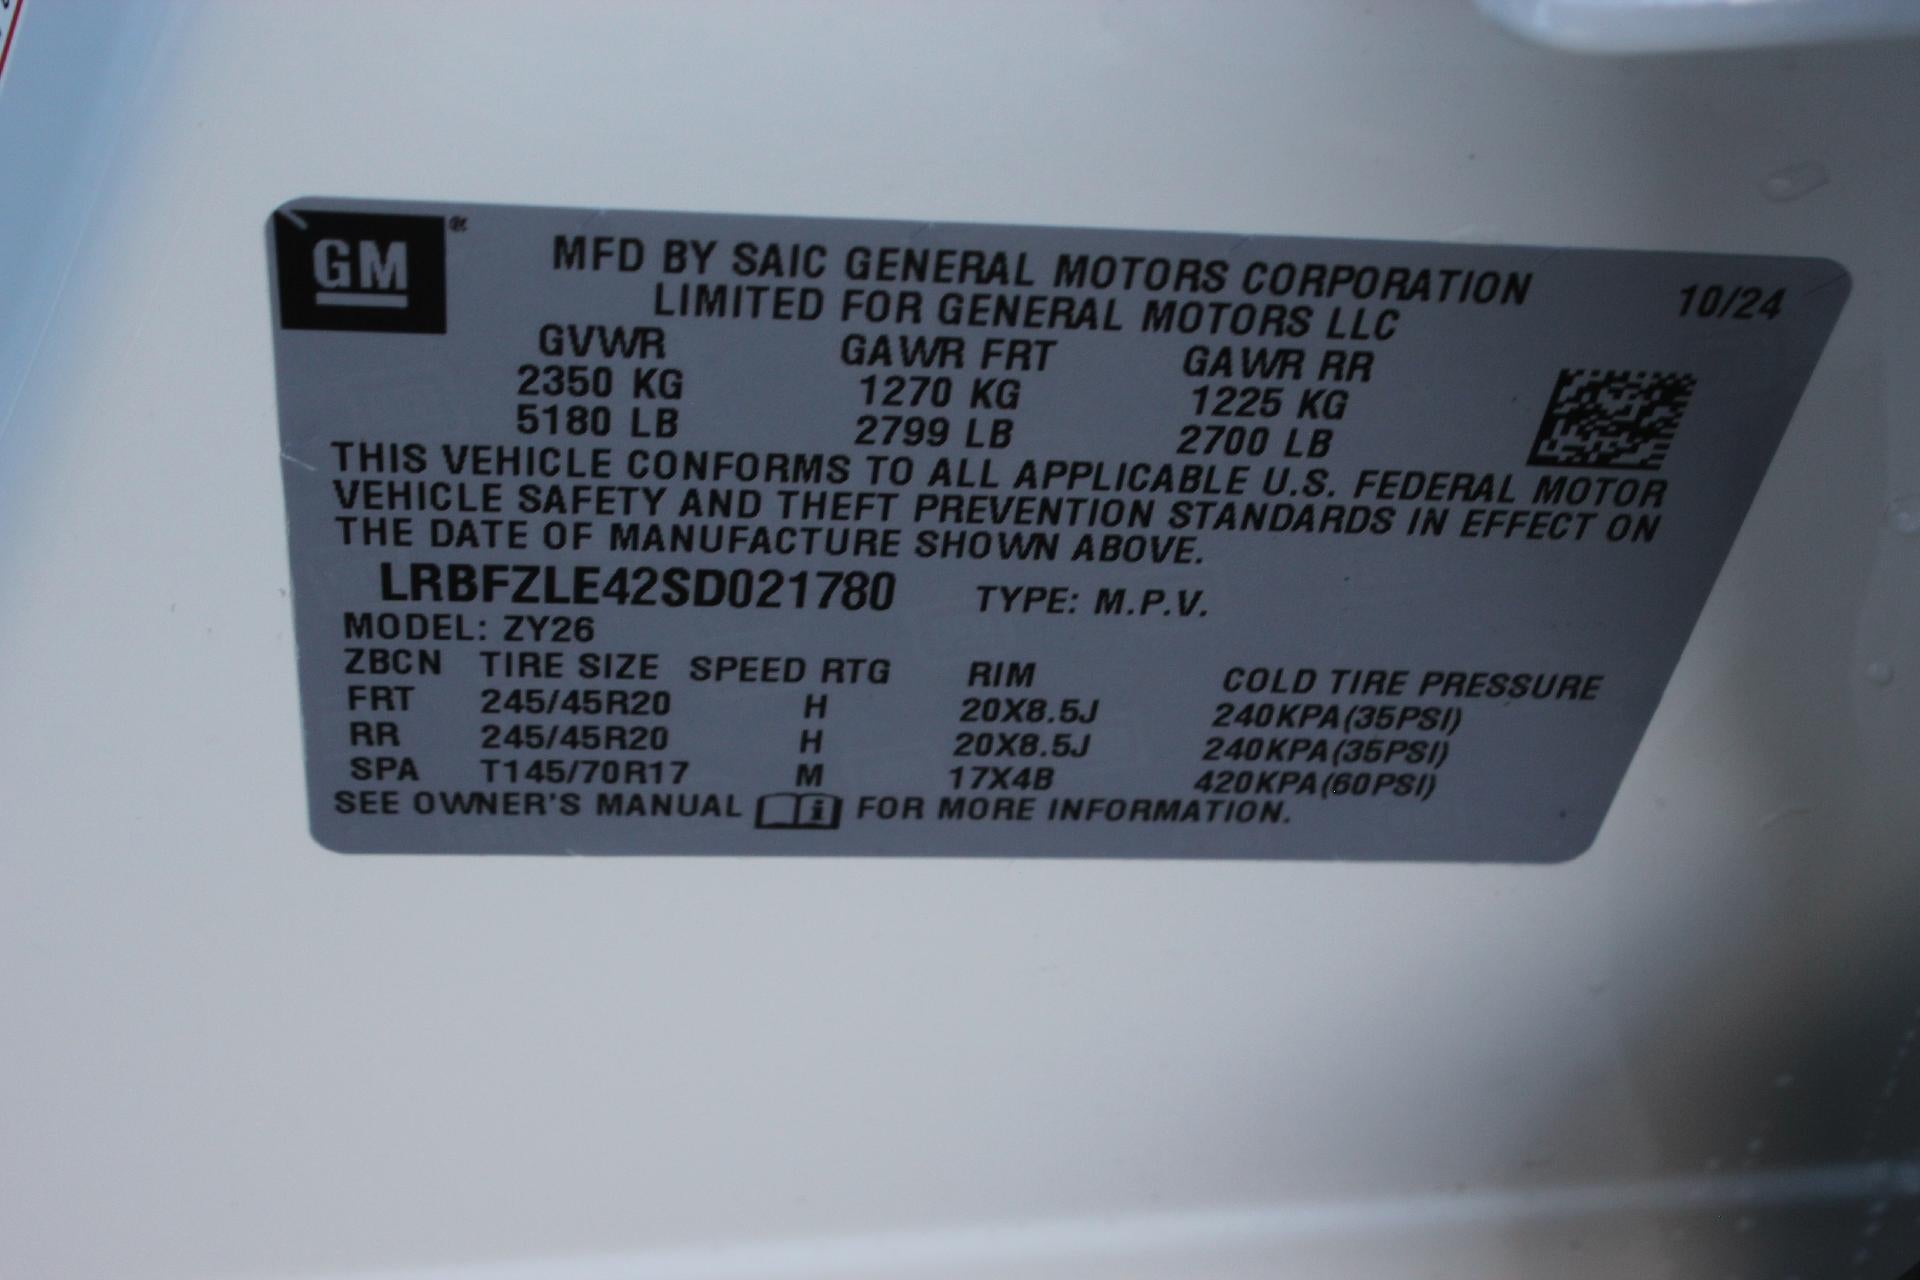 GM
MFD BY SAIC GENERAL MOTORS CORPORATION
LIMITED FOR GENERAL MOTORS LLC
10/24
GVWR GAWR FRT GAWR RR
2350 KG 1270 KG 1225 KG
5180 LB 2799 LB 2700 LB
THIS VEHICLE CONFORMS TO ALL APPLICABLE U.S. FEDERAL MOTOR
VEHICLE SAFETY AND THEFT PREVENTION STANDARDS IN EFFECT ON
THE DATE OF MANUFACTURE SHOWN ABOVE.
LRBFZLE42SD021780 TYPE: M.P.V.
MODEL: ZY26
ZBCN TIRE SIZE SPEED RTG RIM COLD TIRE PRESSURE
FRT 245/45R20 H 20X8.5J 240KPA(35PSI)
RR 245/45R20 H 20X8.5J 240KPA(35PSI)
SPA T145/70R17 M 17X4B 420KPA(60PSI)
SEE OWNER'S MANUAL FOR MORE INFORMATION.